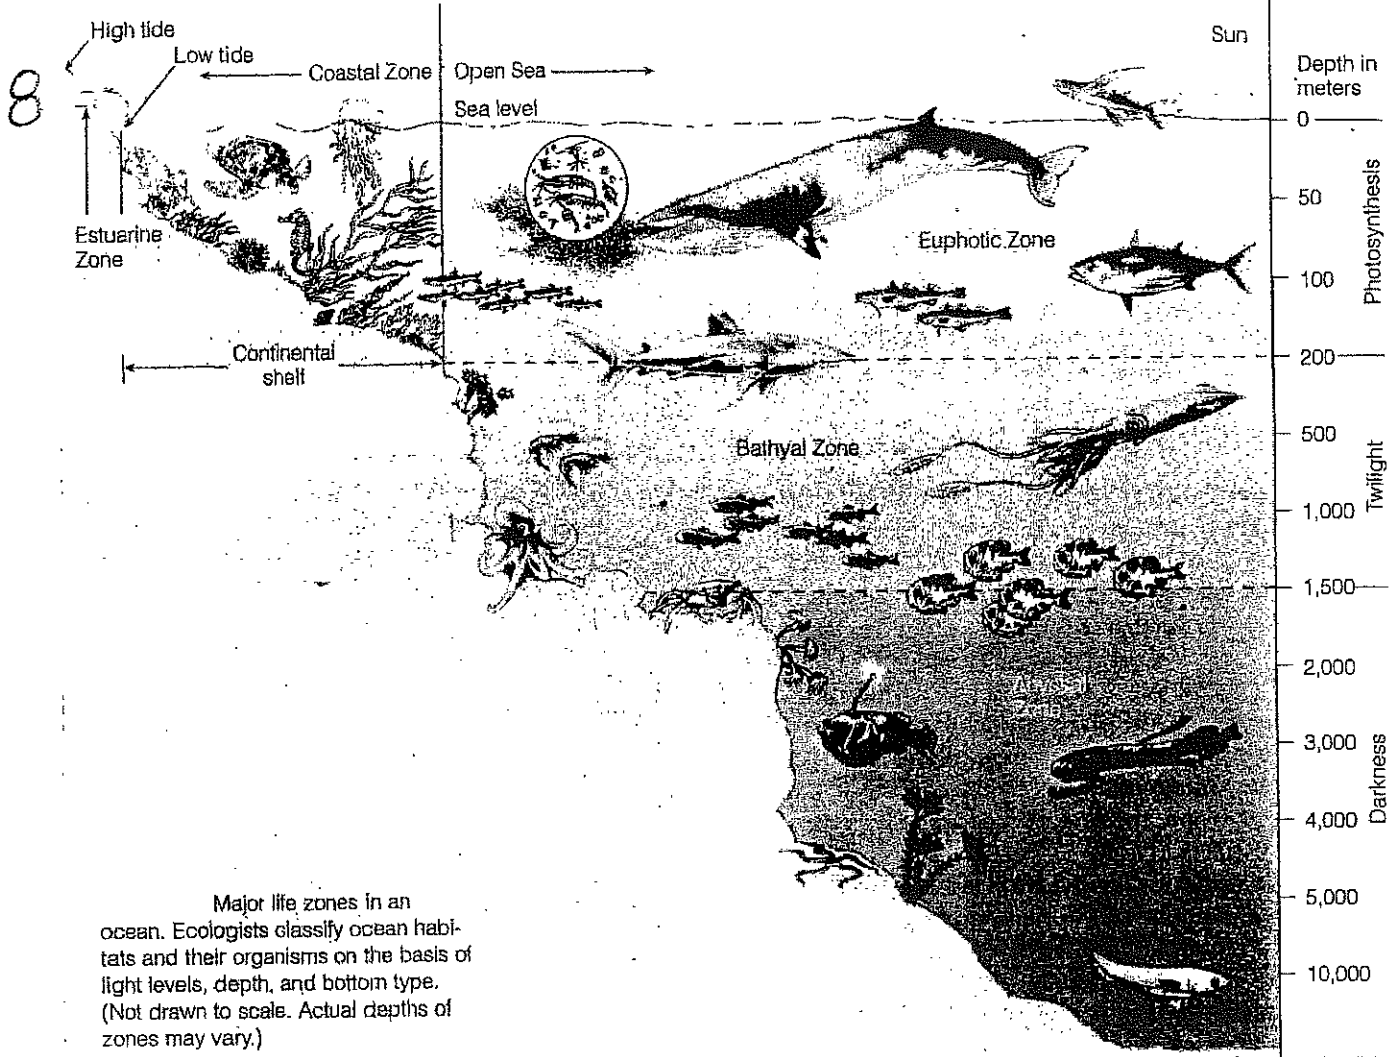 High tide
Low tide
8
Coastal Zone
Open Sea
Sun
Depth in
meters
Sea level
0
50
Estuarine
Zone
Euphotic Zone
100
Photosynthesis
Continental
shelf
200
500
Bathyal Zone
1,000
Twilight
1,500
2,000
3,000
4,000
Darkness
5,000
10,000
Major life zones in an
ocean. Ecologists classify ocean habi-
tats and their organisms on the basis of
light levels, depth, and bottom type.
(Not drawn to scale. Actual depths of
zones may vary.)